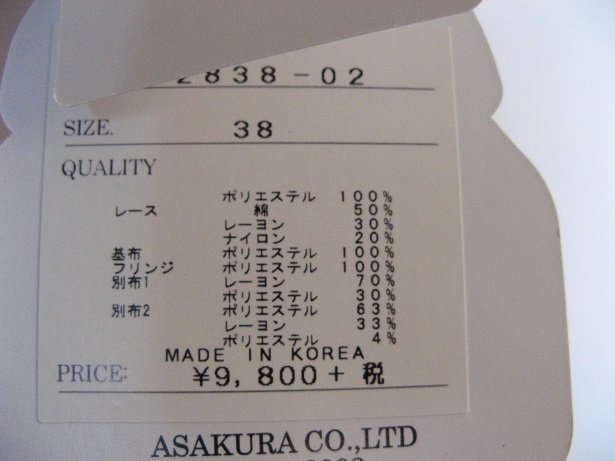 2838-02
SIZE. 38
QUALITY
ポリエステル 100%
レース 綿 50%
レーヨン 30%
ナイロン 20%
基布 ポリエステル 100%
フリンジ ポリエステル 100%
別布1 レーヨン 70%
ポリエステル 30%
別布2 ポリエステル 63%
レーヨン 33%
ポリエステル 4%
MADE IN KOREA
PRICE: ¥9,800+税
ASAKURA CO.,LTD